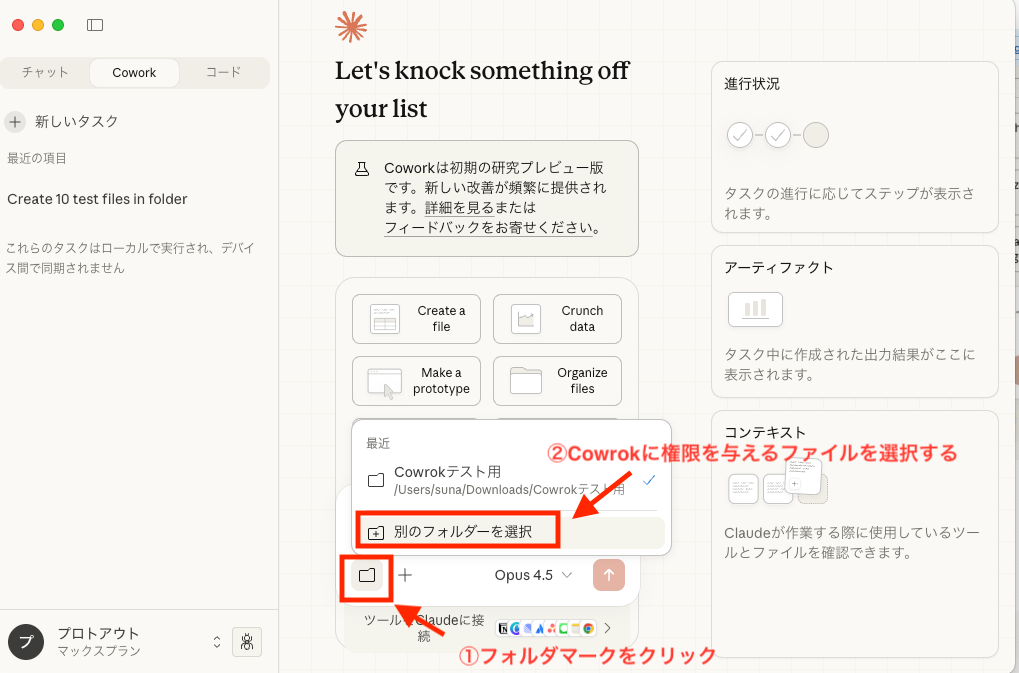 チャット
Cowork
コード
新しいタスク
最近の項目
Create 10 test files in folder
これらのタスクはローカルで実行され、デバイ
ス間で同期されません
プ
プロトアウト
マックスプラン
Let's knock something off
your list
Coworkは初期の研究プレビュー版
です。新しい改善が頻繁に提供され
ます。詳細を見るまたは
フィードバックをお寄せください。
Create a
file
Crunch
data
Make a
prototype
Organize
files
最近
Cowrokテスト用
/Users/suna/Downloads/Cowrokテスト用
別のフォルダーを選択
Opus 4.5
ツール
Claudeに接
続
②Cowrokに権限を与えるファイルを選択する
①フォルダマークをクリック
進行状況
タスクの進行に応じてステップが表示さ
れます。
アーティファクト
タスク中に作成された出力結果がここに
表示されます。
コンテキスト
Claudeが作業する際に使用しているツー
ルとファイルを確認できます。